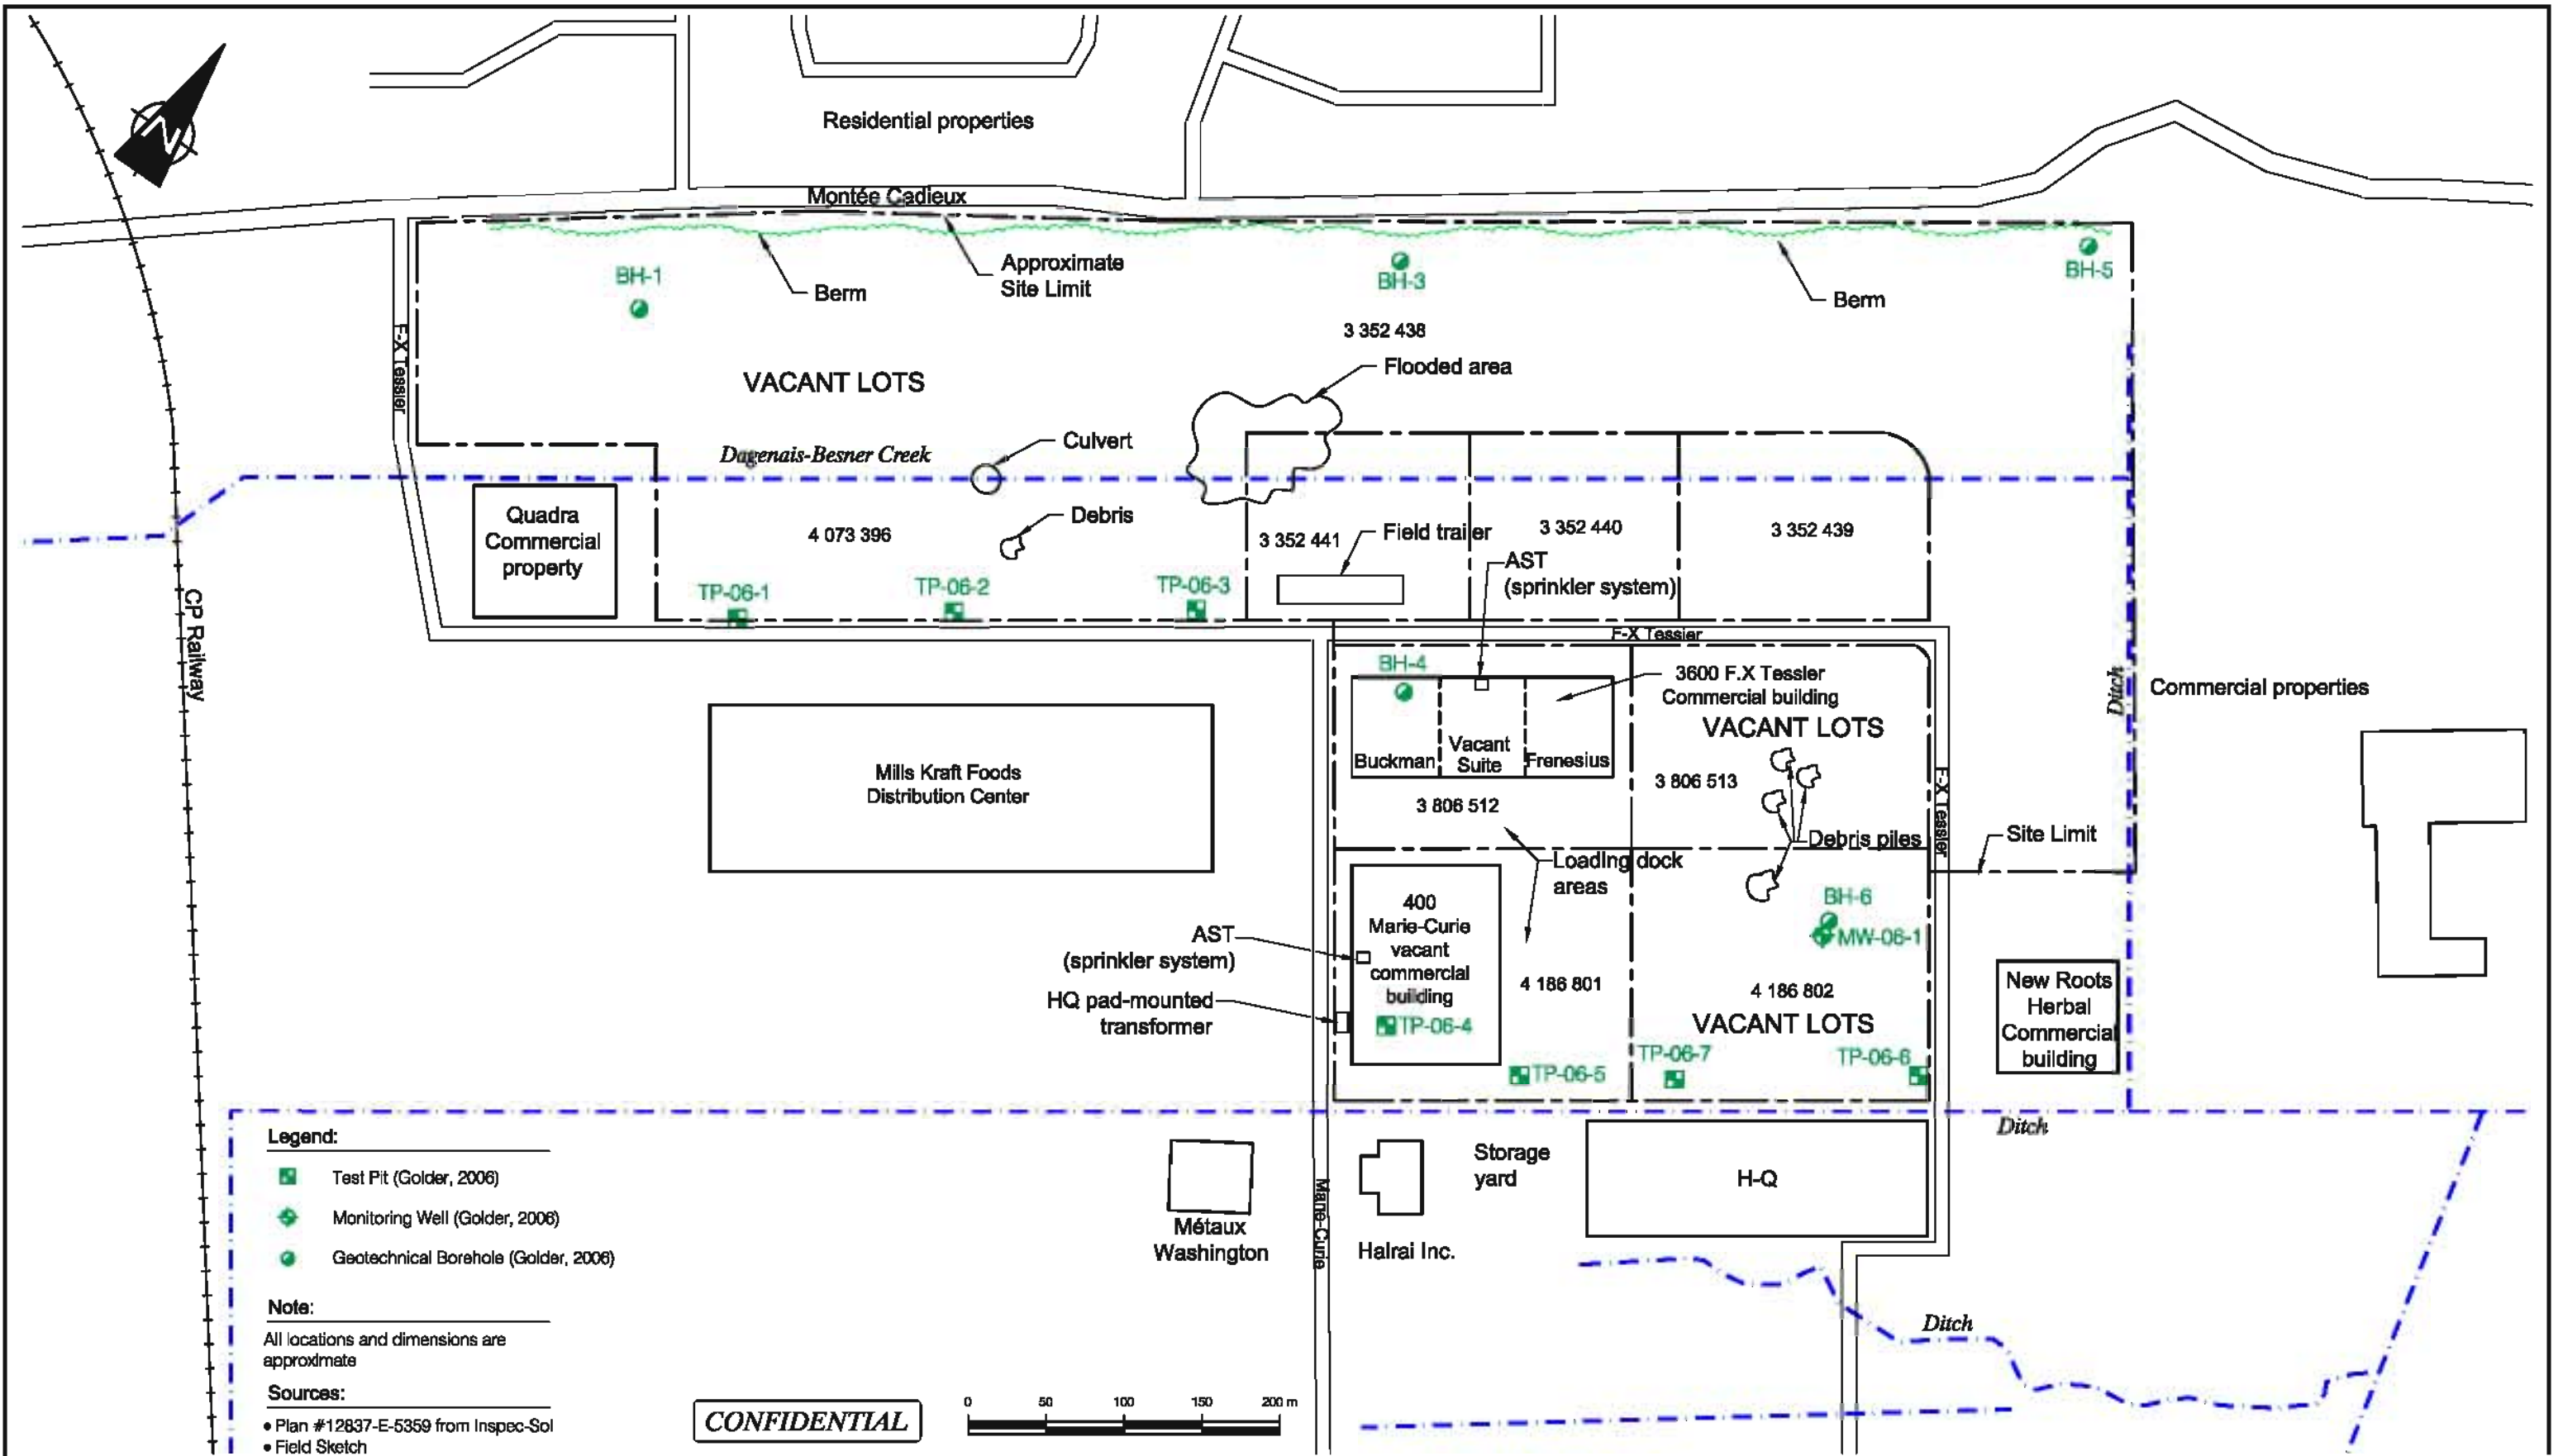 N
Residential properties
Montée Cadieux
BH-1
Berm
Approximate
Site Limit
BH-3
3 352 438
Berm
BH-5
F-X Tessier
VACANT LOTS
Flooded area
Dagenais-Besner Creek
Culvert
Quadra
Commercial
property
4 073 396
Debris
3 352 441
Field trailer
3 352 440
3 352 439
AST
(sprinkler system)
TP-06-1
TP-06-2
TP-06-3
CP Railway
F-X Tessier
BH-4
3600 F.X Tessler
Commercial building
VACANT LOTS
Ditch
Commercial properties
Buckman
Vacant
Suite
Frenesius
Mills Kraft Foods
Distribution Center
3 806 512
3 806 513
F-X Tessier
Debris piles
Site Limit
Loading dock
areas
400
Marie-Curie
vacant
commercial
building
AST
(sprinkler system)
HQ pad-mounted
transformer
BH-6
MW-06-1
4 186 801
4 186 802
VACANT LOTS
New Roots
Herbal
Commercial
building
TP-06-4
TP-06-5
TP-06-7
TP-06-6
Ditch
Legend:
Test Pit (Golder, 2006)
Monitoring Well (Golder, 2006)
Geotechnical Borehole (Golder, 2006)
Métaux
Washington
Marie-Curie
Halrai Inc.
Storage
yard
H-Q
Ditch
Note:
All locations and dimensions are
approximate
Sources:
• Plan #12837-E-5359 from Inspec-Sol
• Field Sketch
CONFIDENTIAL
0 50 100 150 200 m